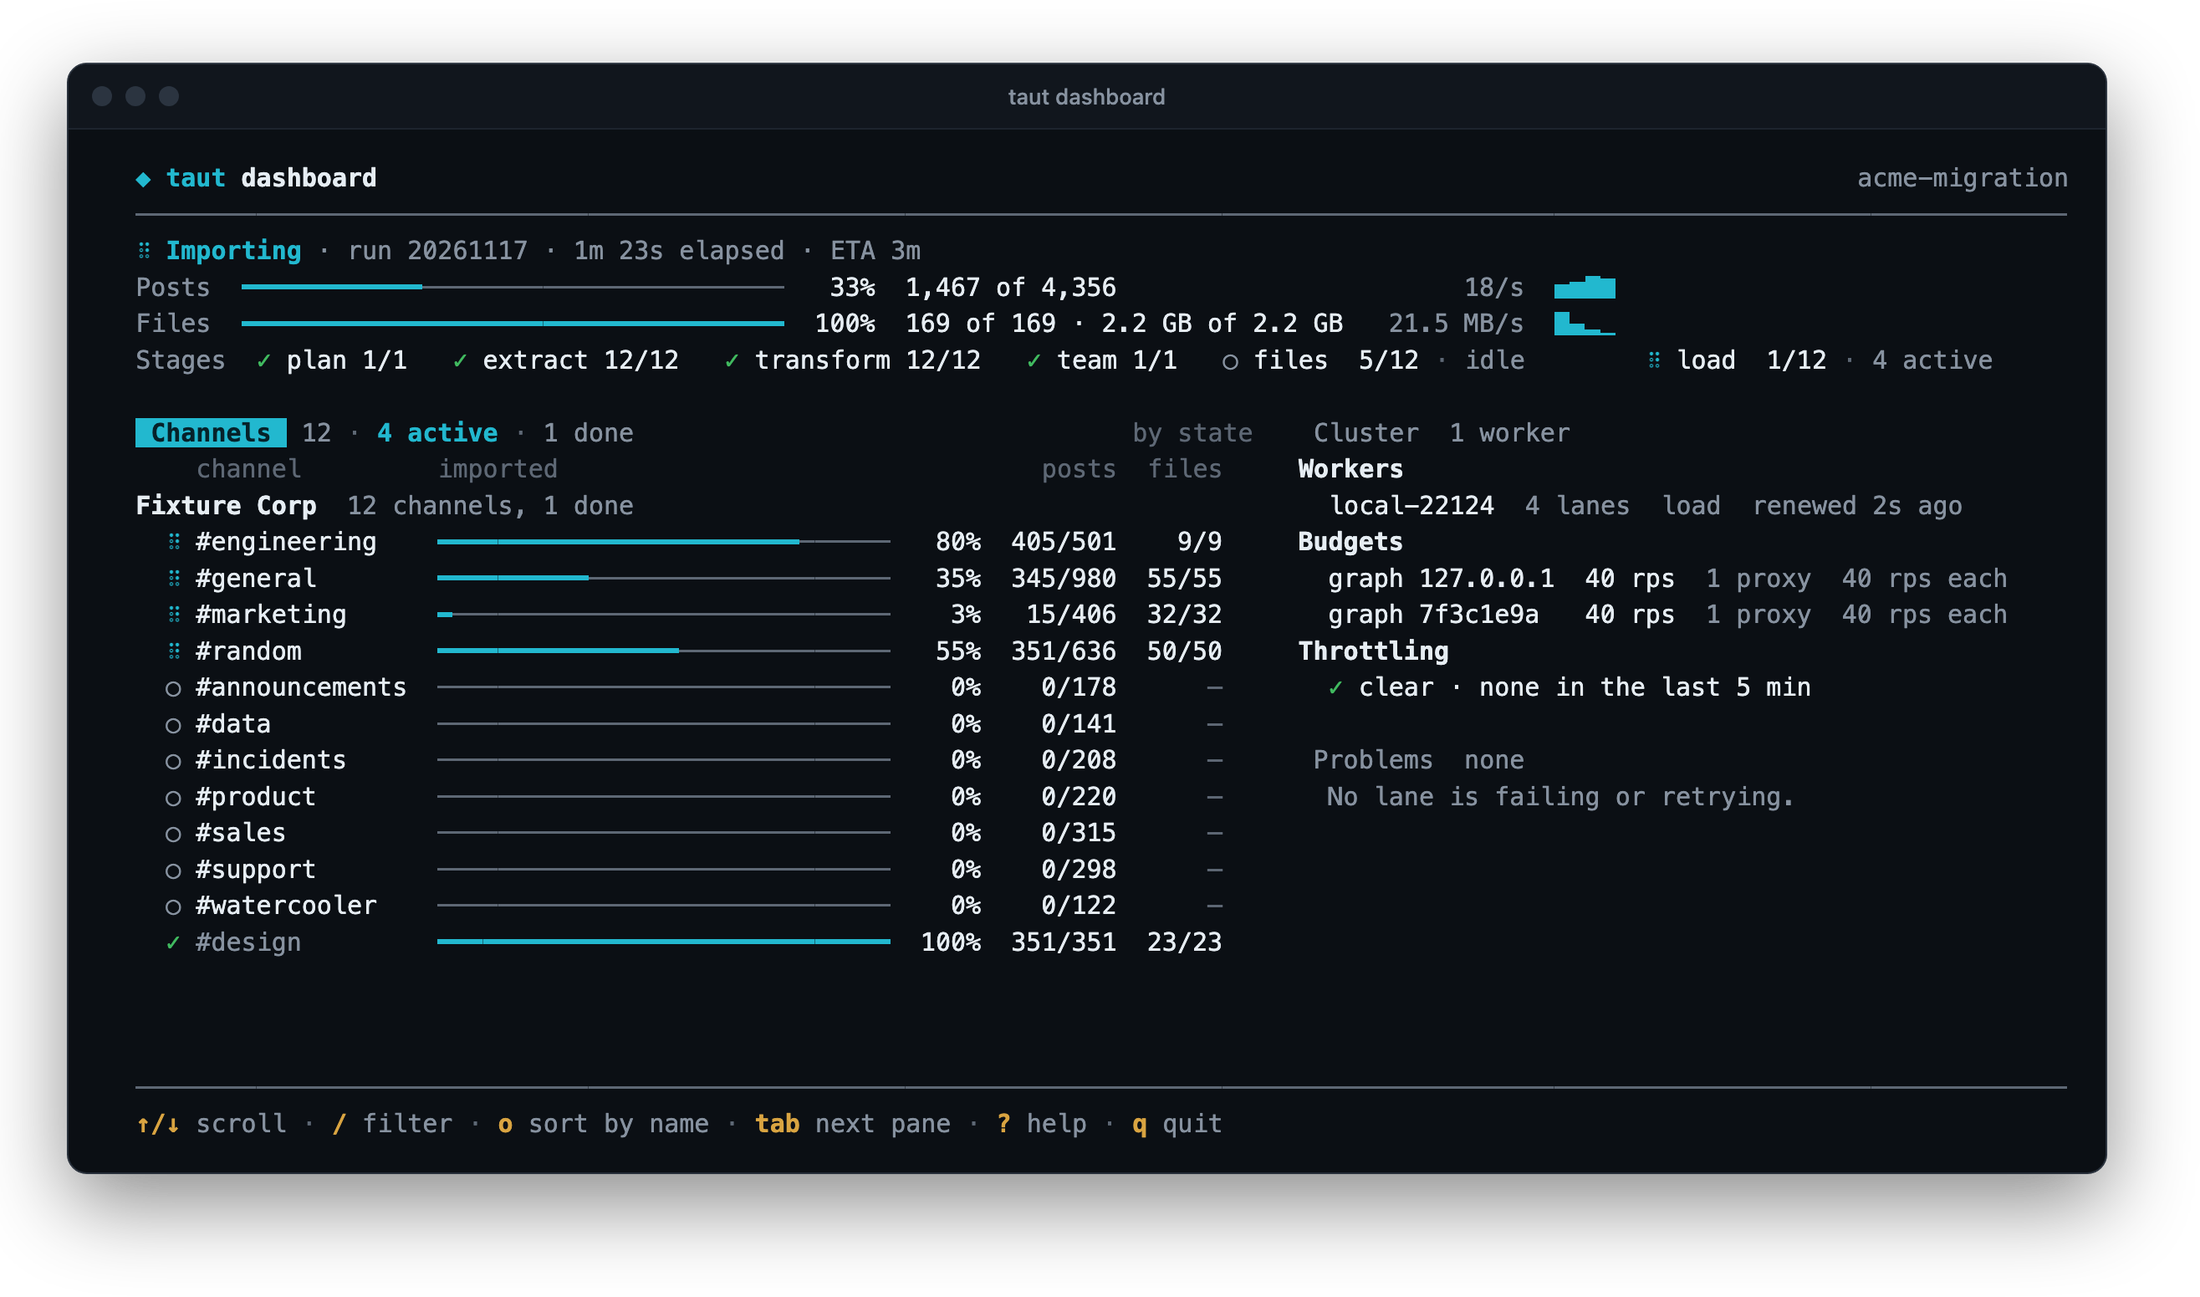 taut dashboard
◆ taut dashboard acme-migration
⠿ Importing · run 20261117 · 1m 23s elapsed · ETA 3m
Posts 33% 1,467 of 4,356 18/s
Files 100% 169 of 169 · 2.2 GB of 2.2 GB 21.5 MB/s
Stages ✓ plan 1/1 ✓ extract 12/12 ✓ transform 12/12 ✓ team 1/1 ○ files 5/12 · idle ⠿ load 1/12 · 4 active
Channels 12 · 4 active · 1 done by state
channel imported posts files
Fixture Corp 12 channels, 1 done
⠿ #engineering 80% 405/501 9/9
⠿ #general 35% 345/980 55/55
⠿ #marketing 3% 15/406 32/32
⠿ #random 55% 351/636 50/50
○ #announcements 0% 0/178 —
○ #data 0% 0/141 —
○ #incidents 0% 0/208 —
○ #product 0% 0/220 —
○ #sales 0% 0/315 —
○ #support 0% 0/298 —
○ #watercooler 0% 0/122 —
✓ #design 100% 351/351 23/23
Cluster 1 worker
Workers
local-22124 4 lanes load renewed 2s ago
Budgets
graph 127.0.0.1 40 rps 1 proxy 40 rps each
graph 7f3c1e9a 40 rps 1 proxy 40 rps each
Throttling
✓ clear · none in the last 5 min
Problems none
No lane is failing or retrying.
↑/↓ scroll · / filter · o sort by name · tab next pane · ? help · q quit